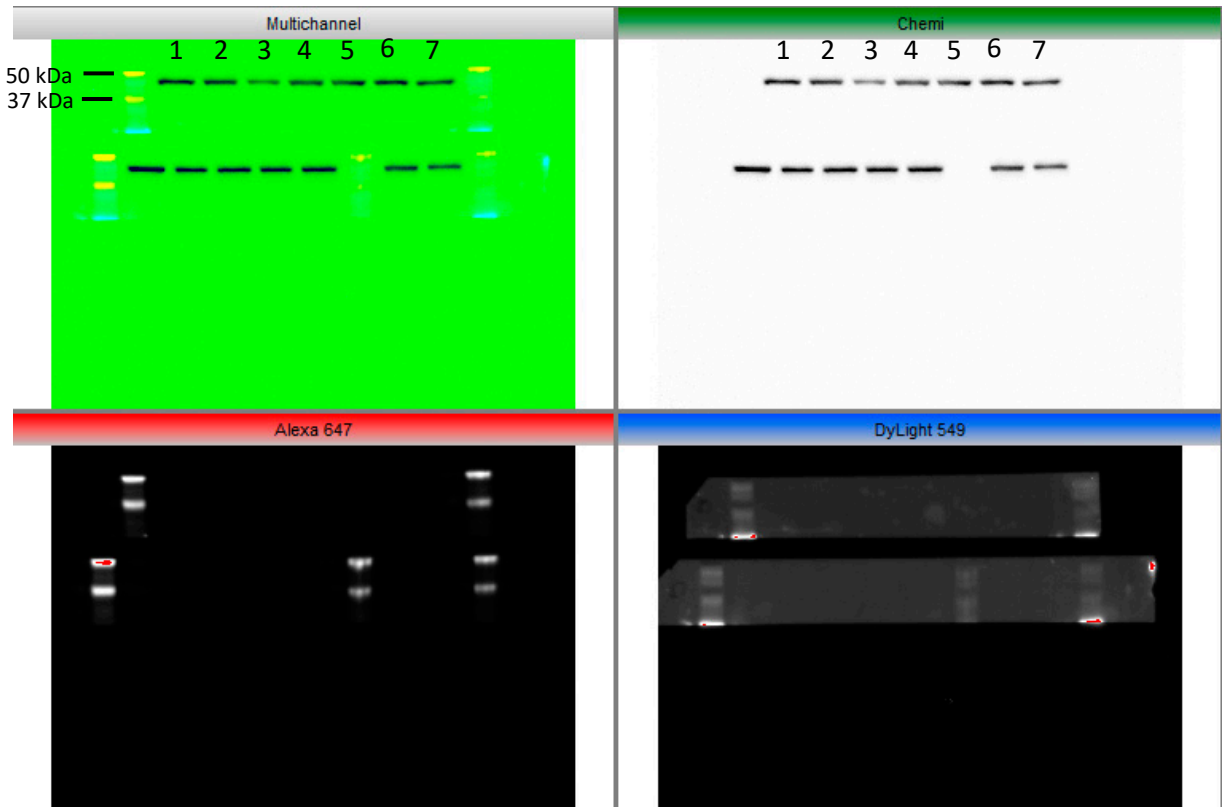 Multichannel
Chemi
1 2 3 4 5 6 7
1 2 3 4 5 6 7
50 kDa
37 kDa
Alexa 647
DyLight 549